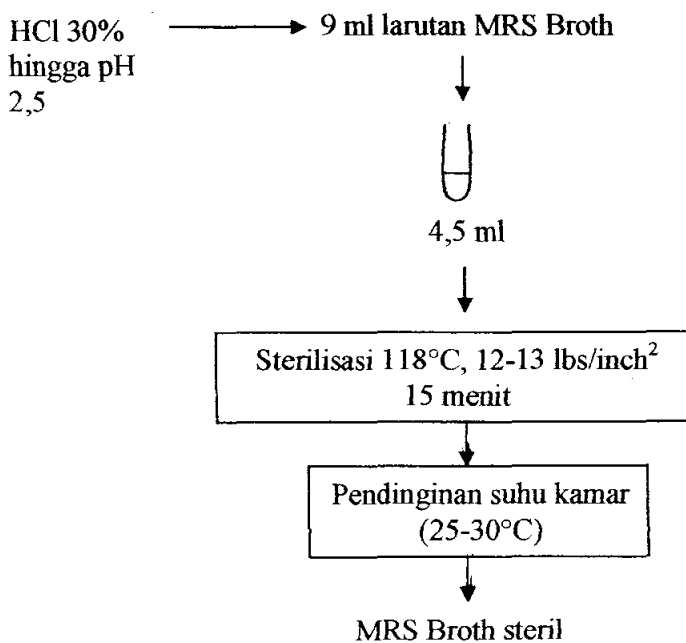 HCl 30%
hingga pH
2,5
9 ml larutan MRS Broth
4,5 ml
Sterilisasi 118°C, 12-13 lbs/inch²
15 menit
Pendinginan suhu kamar
(25-30°C)
MRS Broth steril